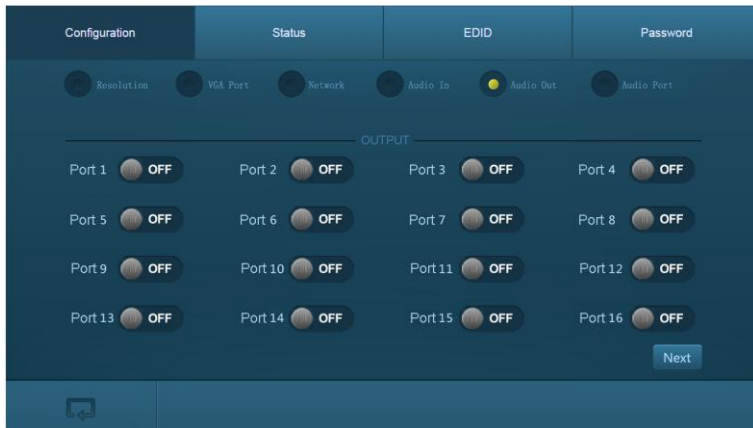 Configuration Status EDID Password
Resolution VGA Port Network Audio In Audio Out Audio Port
OUTPUT
Port 1 OFF Port 2 OFF Port 3 OFF Port 4 OFF
Port 5 OFF Port 6 OFF Port 7 OFF Port 8 OFF
Port 9 OFF Port 10 OFF Port 11 OFF Port 12 OFF
Port 13 OFF Port 14 OFF Port 15 OFF Port 16 OFF
Next